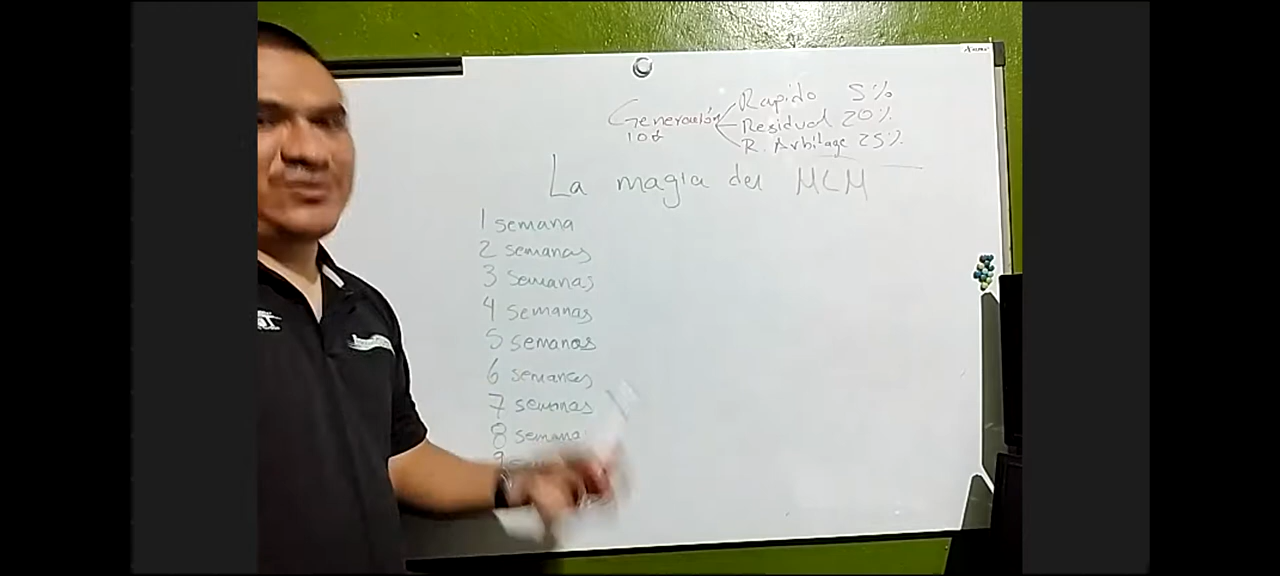 Rapido 5%
Generación Residual 20%
10$ R. Arbitage 25%
La magia del MLM
1 semana
2 semanas
3 semanas
4 semanas
5 semanas
6 semanas
7 semanas
8 semana
9